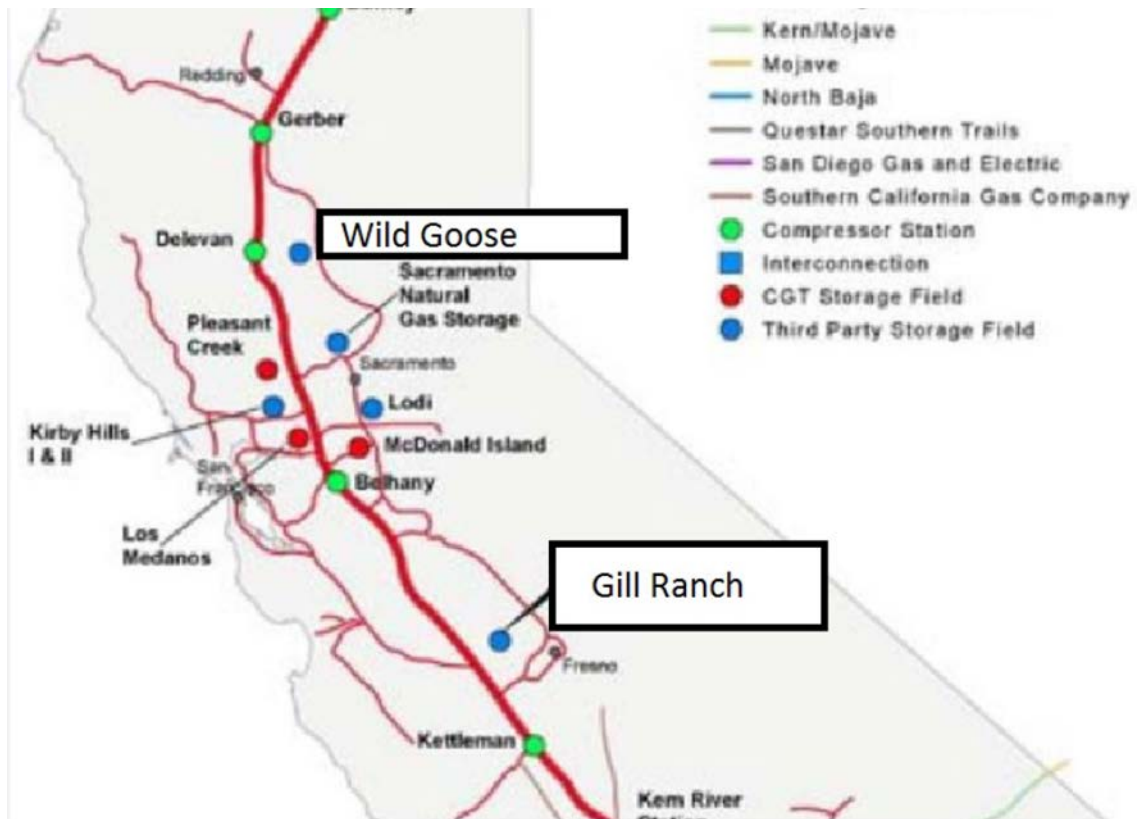 Redding
Gerber
Delevan
Wild Goose
Sacramento
Natural
Gas Storage
Pleasant
Creek
Sacramento
Lodi
Kirby Hills
I & II
McDonald Island
San
Francisco
Bethany
Los
Medanos
Gill Ranch
Fresno
Kettleman
Kern River
Kern/Mojave
Mojave
North Baja
Questar Southern Trails
San Diego Gas and Electric
Southern California Gas Company
Compressor Station
Interconnection
CGT Storage Field
Third Party Storage Field